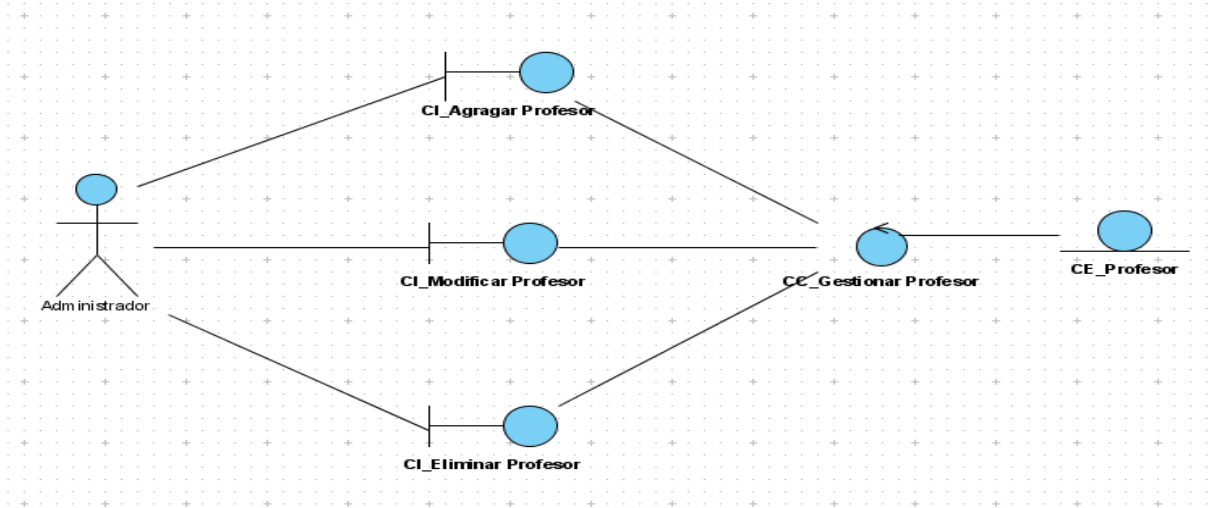 CI_Agragar Profesor
Administrador
CI_Modificar Profesor
CC_Gestionar Profesor
CE_Profesor
CI_Eliminar Profesor